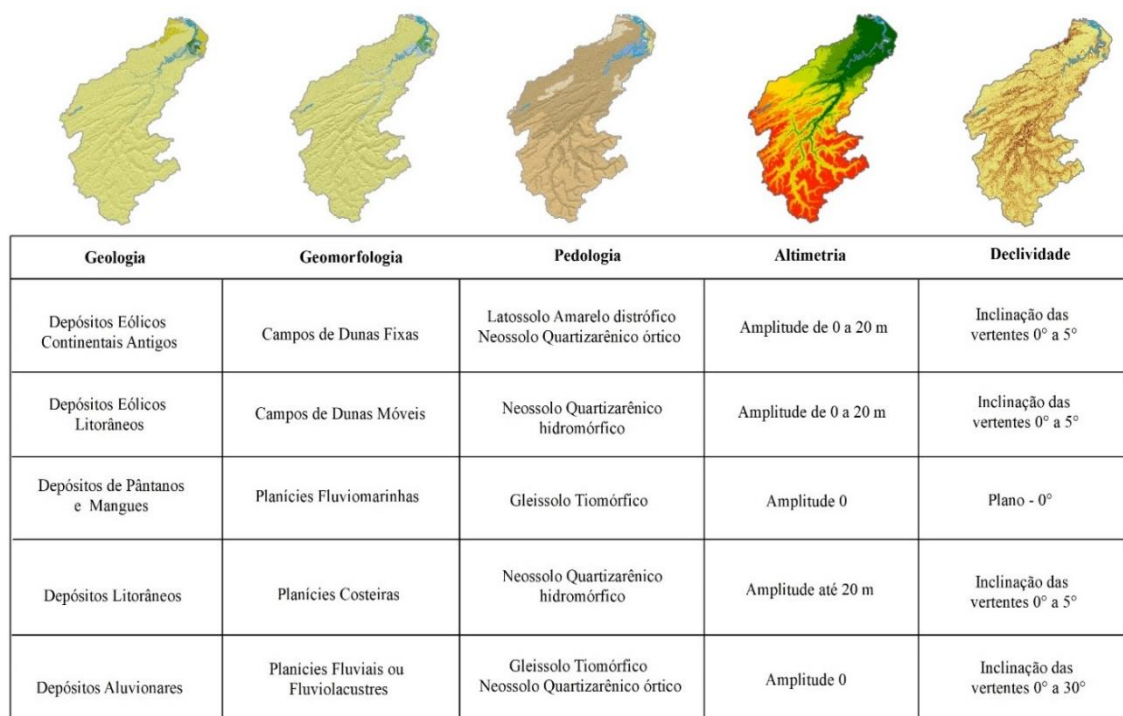 Geologia
Geomorfologia
Pedologia
Altimetria
Declividade
Depósitos Eólicos
Continentais Antigos
Campos de Dunas Fixas
Latossolo Amarelo distrófico
Neossolo Quartizarênico órtico
Amplitude de 0 a 20 m
Inclinação das
vertentes 0° a 5°
Depósitos Eólicos
Litorâneos
Campos de Dunas Móveis
Neossolo Quartizarênico
hidromórfico
Amplitude de 0 a 20 m
Inclinação das
vertentes 0° a 5°
Depósitos de Pântanos
e Mangues
Planícies Fluviomarinhas
Gleissolo Tiomórfico
Amplitude 0
Plano - 0°
Depósitos Litorâneos
Planícies Costeiras
Neossolo Quartizarênico
hidromórfico
Amplitude até 20 m
Inclinação das
vertentes 0° a 5°
Depósitos Aluvionares
Planícies Fluviais ou
Fluviolacustres
Gleissolo Tiomórfico
Neossolo Quartizarênico órtico
Amplitude 0
Inclinação das
vertentes 0° a 30°